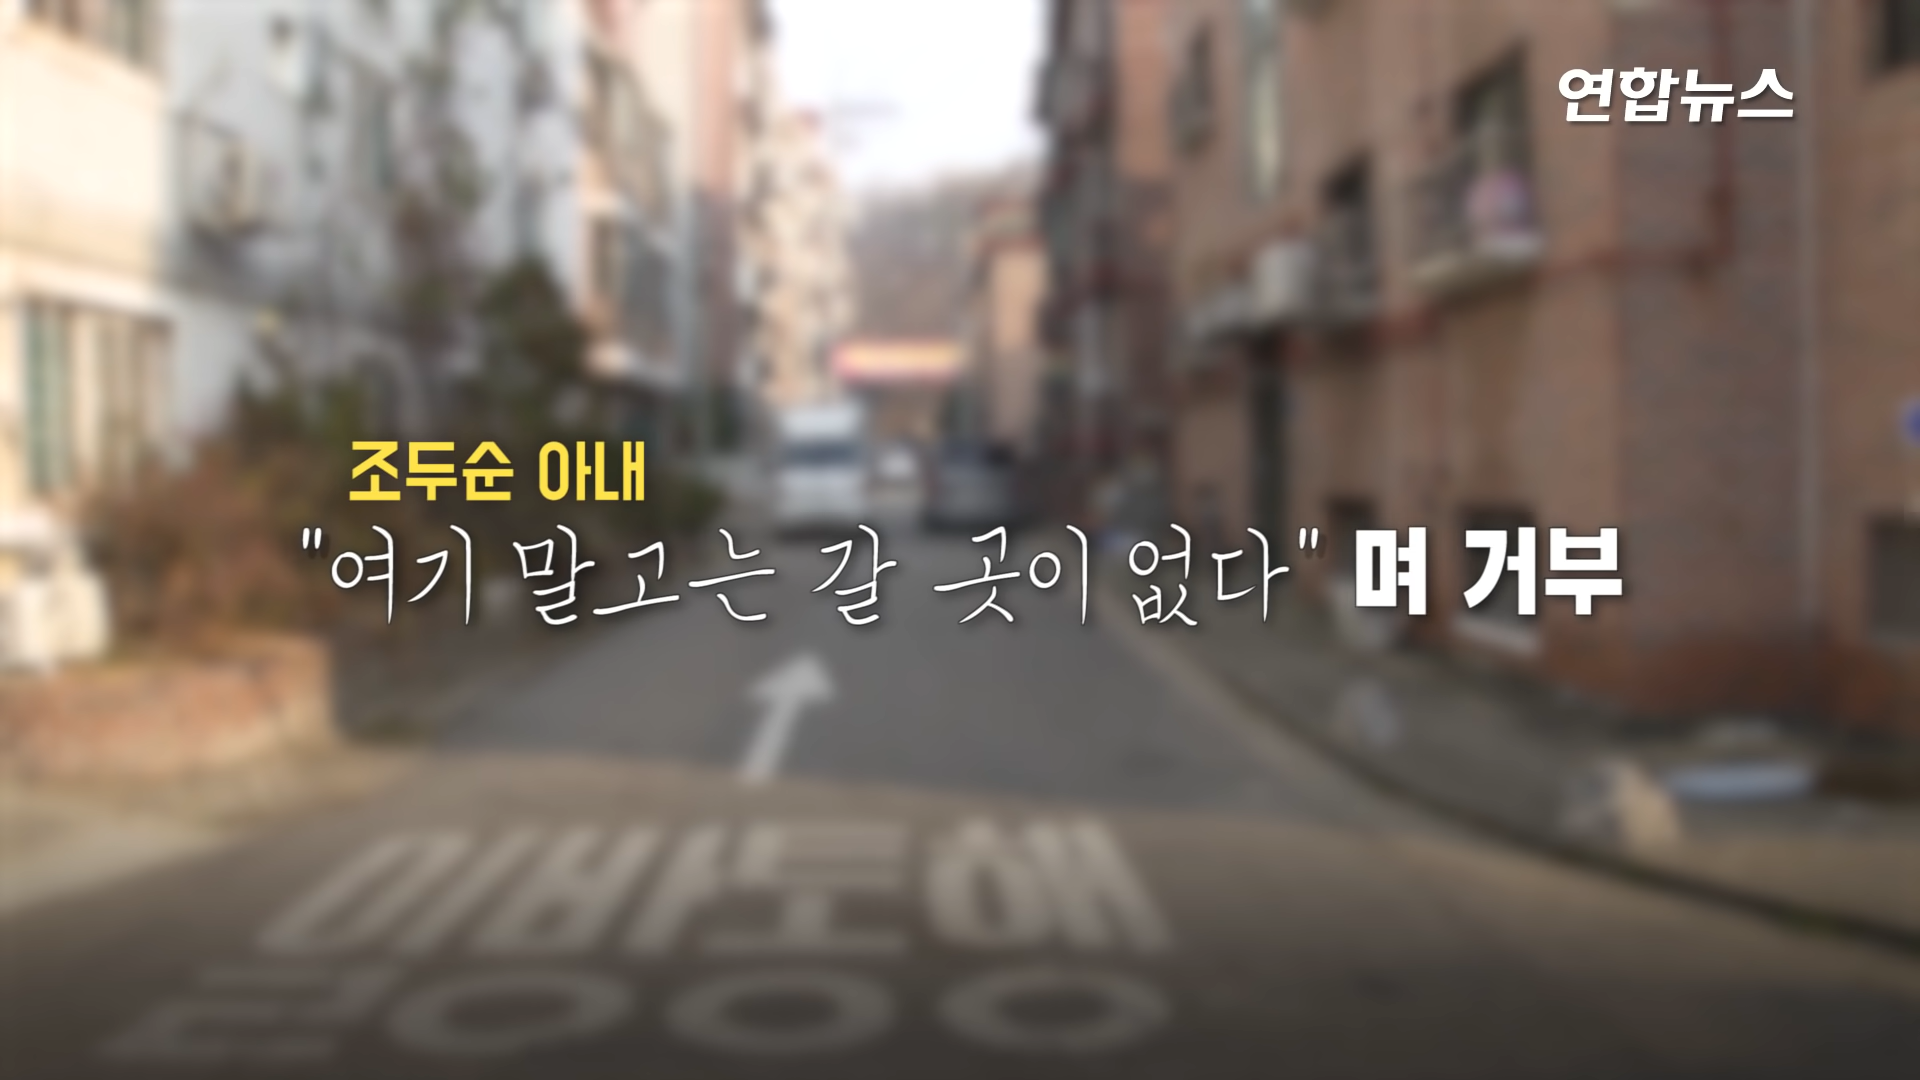 연합뉴스
조두순 아내
"여기 말고는 갈 곳이 없다" 며 거부